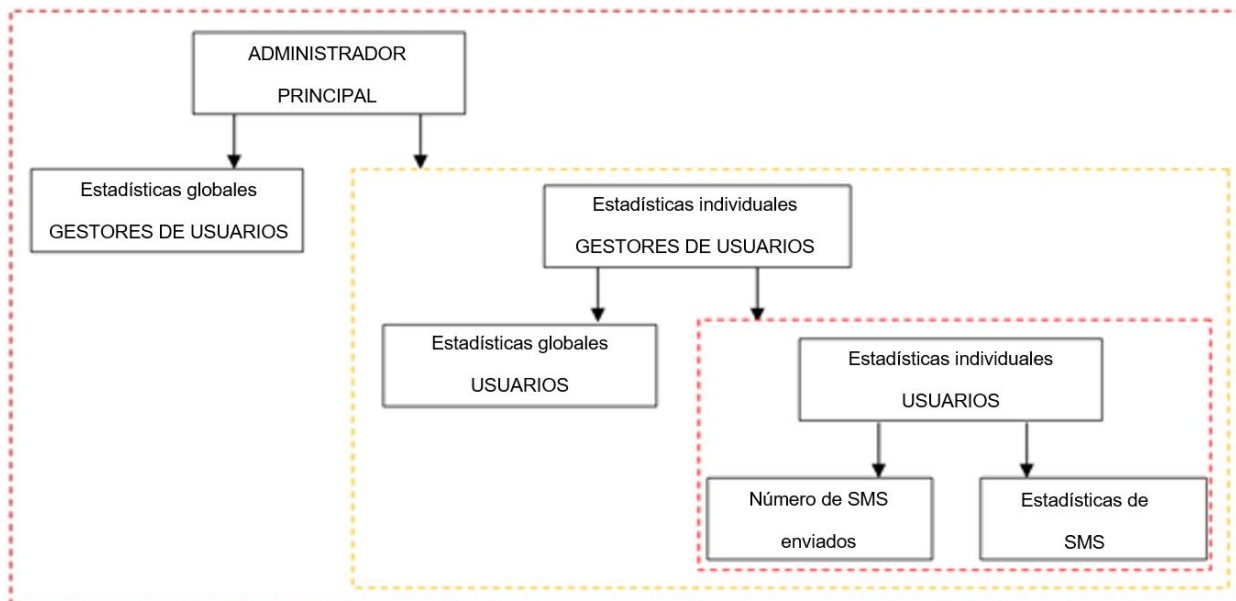 ADMINISTRADOR
PRINCIPAL
Estadísticas globales
GESTORES DE USUARIOS
Estadísticas individuales
GESTORES DE USUARIOS
Estadísticas globales
USUARIOS
Estadísticas individuales
USUARIOS
Número de SMS
enviados
Estadísticas de
SMS